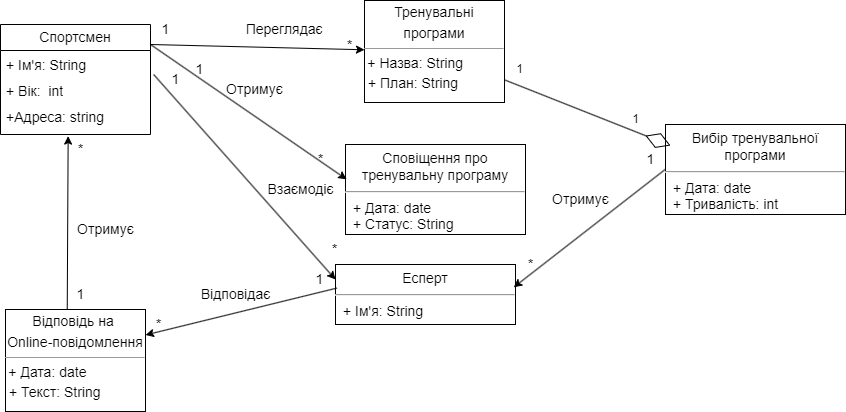 Спортсмен
+ Ім'я: String
+ Вік: int
+Адреса: string
1
Переглядає
*
Тренувальні
програми
+ Назва: String
+ План: String
1
1
Вибір тренувальної
програми
+ Дата: date
+ Тривалість: int
1
Отримує
*
1
Отримує
*
Сповіщення про
тренувальну програму
+ Дата: date
+ Статус: String
1
Взаємодіє
*
Есперт
+ Ім'я: String
1
Відповідає
*
Відповідь на
Online-повідомлення
+ Дата: date
+ Текст: String
1
Отримує
*